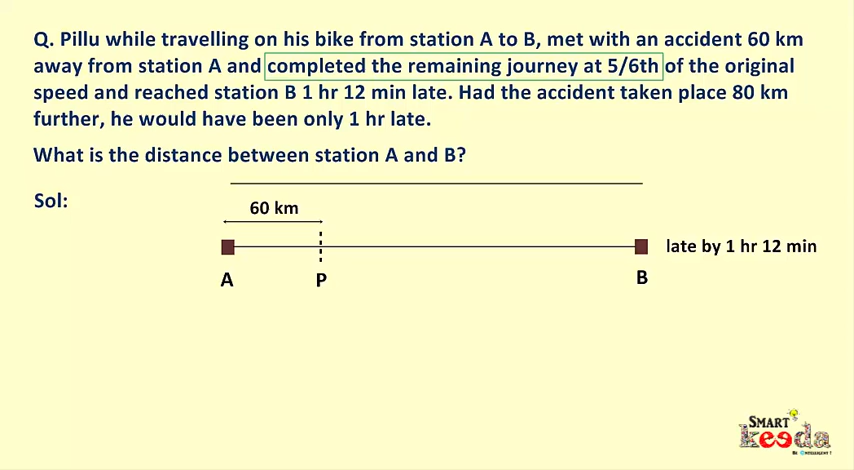 Q. Pillu while travelling on his bike from station A to B, met with an accident 60 km
away from station A and completed the remaining journey at 5/6th of the original
speed and reached station B 1 hr 12 min late. Had the accident taken place 80 km
further, he would have been only 1 hr late.
What is the distance between station A and B?
Sol:
60 km
late by 1 hr 12 min
A P B
SMART
keeda